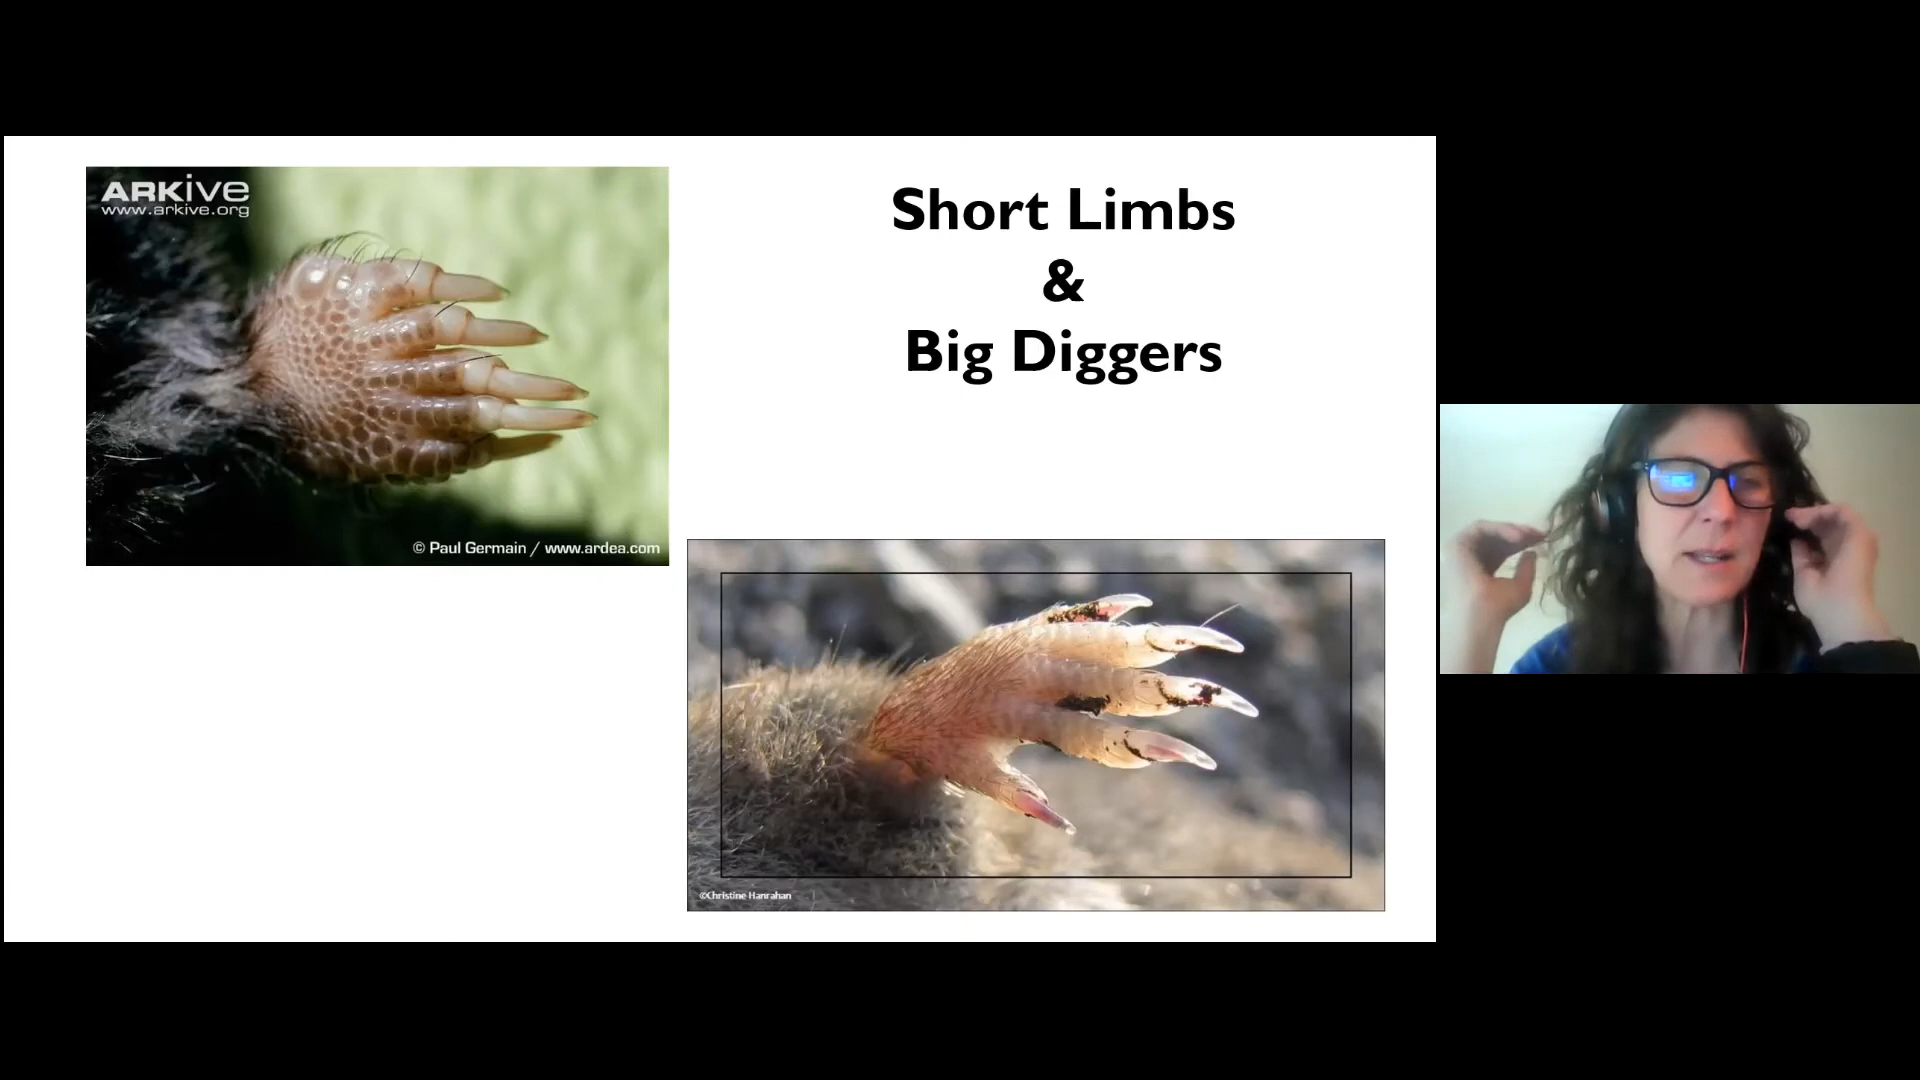 ARKive
www.arkive.org
© Paul Germain / www.ardea.com
Short Limbs
&
Big Diggers
©Christine Hanrahan